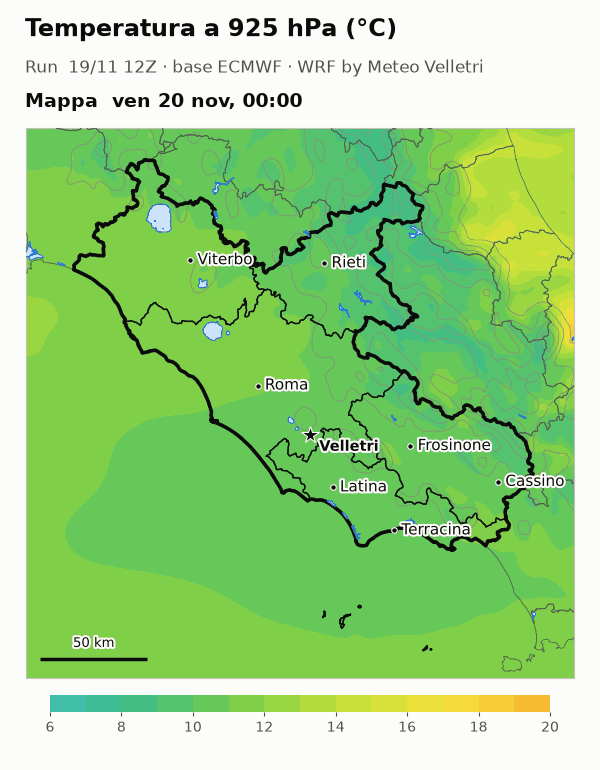 Temperatura a 925 hPa (°C)
Run  19/11 12Z · base ECMWF · WRF by Meteo Velletri
Mappa  ven 20 nov, 00:00
Viterbo
Rieti
Roma
Velletri
Frosinone
Latina
Cassino
Terracina
50 km
6 8 10 12 14 16 18 20